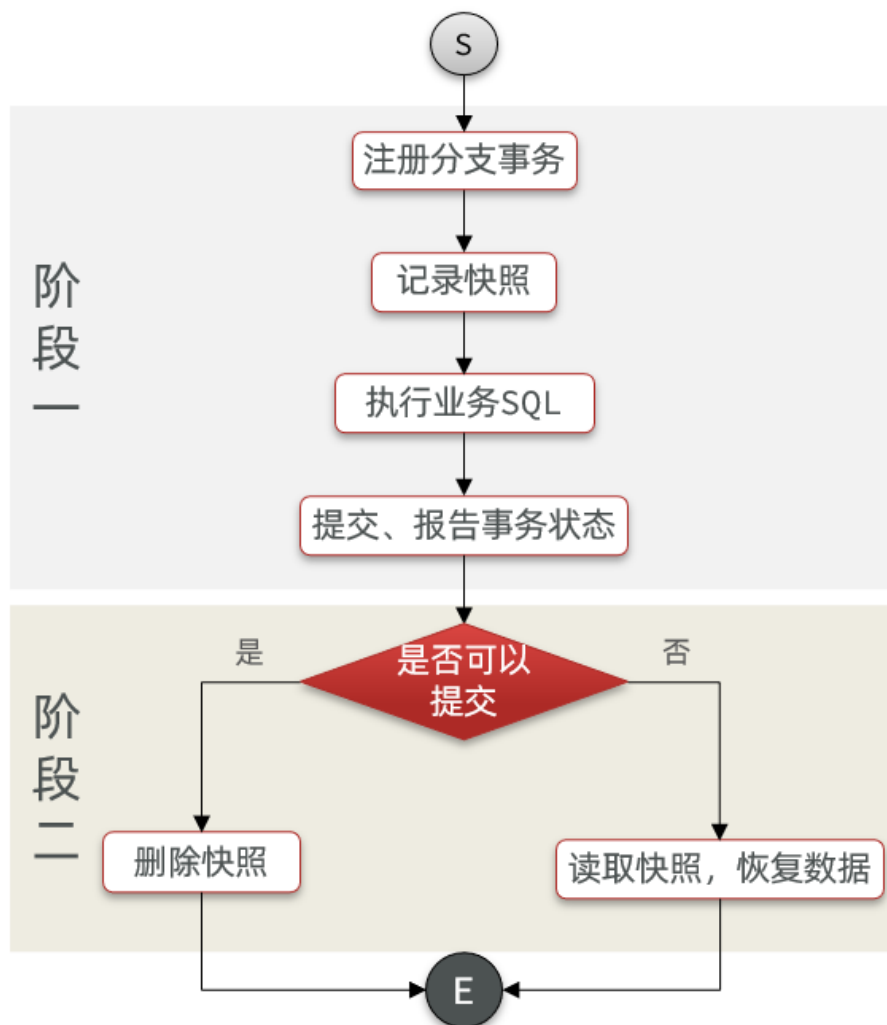 S
阶
段
一
注册分支事务
记录快照
执行业务SQL
提交、报告事务状态
阶
段
二
是否可以
提交
是
否
删除快照
读取快照，恢复数据
E